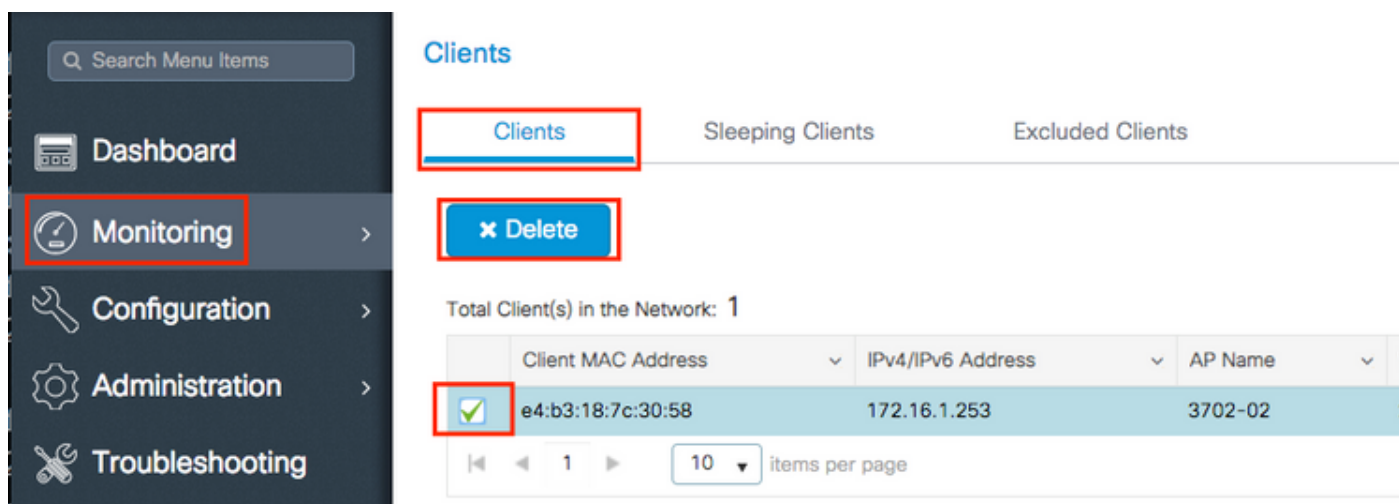 Search Menu Items
Dashboard
Monitoring
Configuration
Administration
Troubleshooting
Clients
Clients Sleeping Clients Excluded Clients
Delete
Total Client(s) in the Network: 1
Client MAC Address IPv4/IPv6 Address AP Name
e4:b3:18:7c:30:58 172.16.1.253 3702-02
1 10 items per page